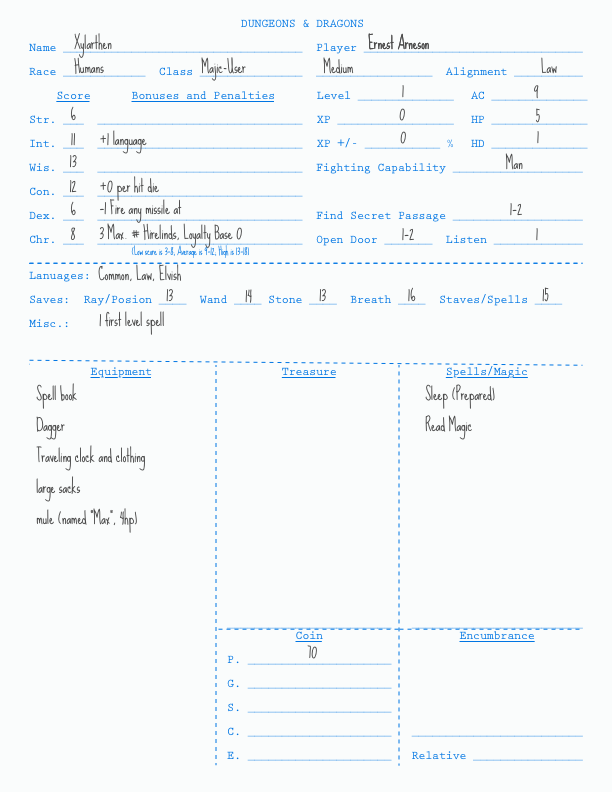 DUNGEONS & DRAGONS
Name Xylarthen Player Ernest Arneson
Race Humans Class Majic-User Medium Alignment Law
Score Bonuses and Penalties Level 1 AC 9
Str. 6 XP 0 HP 5
Int. 11 +1 language XP +/- 0 % HD 1
Wis. 13 Fighting Capability Man
Con. 12 +0 per hit die
Dex. 6 -1 Fire any missile at Find Secret Passage 1-2
Chr. 8 3 Max. # Hirelinds, Loyalty Base 0 Open Door 1-2 Listen 1
(Low score is 3-8, Average is 9-12, High is 13-18)
Lanuages: Common, Law, Elvish
Saves: Ray/Posion 13 Wand 14 Stone 13 Breath 16 Staves/Spells 15
Misc.: 1 first level spell
Equipment Treasure Spells/Magic
Spell book Sleep (Prepared)
Dagger Read Magic
Traveling clock and clothing
large sacks
mule (named "Max", 4hp)
Coin Encumbrance
P. 70
G.
S.
C.
E. Relative